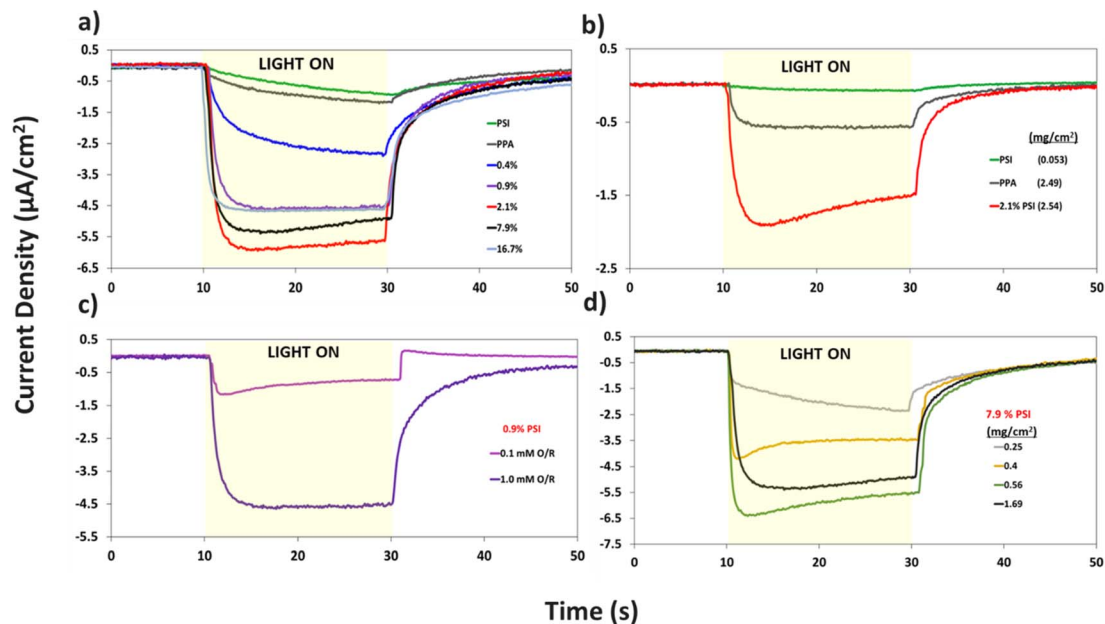 a)
0.5
-0.5
-1.5
-2.5
-3.5
-4.5
-5.5
-6.5
LIGHT ON
PSI
PPA
0.4%
0.9%
2.1%
7.9%
16.7%
0 10 20 30 40 50
b)
0.5
-0.5
-1.5
-2.5
LIGHT ON
(mg/cm²)
PSI (0.053)
PPA (2.49)
2.1% PSI (2.54)
0 10 20 30 40 50
Current Density (µA/cm²)
c)
0.5
-0.5
-1.5
-2.5
-3.5
-4.5
-5.5
LIGHT ON
0.9% PSI
0.1 mM O/R
1.0 mM O/R
0 10 20 30 40 50
d)
0.5
-0.5
-1.5
-2.5
-3.5
-4.5
-5.5
-6.5
-7.5
LIGHT ON
7.9 % PSI
(mg/cm²)
0.25
0.4
0.56
1.69
0 10 20 30 40 50
Time (s)